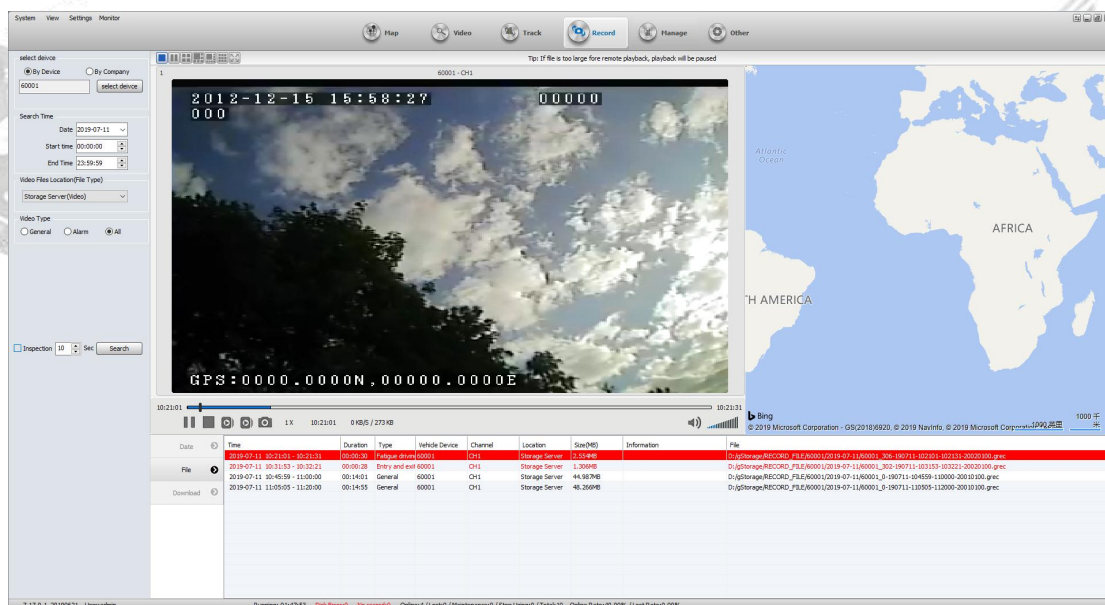 System View Settings Monitor
Map Video Track Record Manage Other
select deivce
By Device By Company
60001 select deivce
Search Time
Date 2019-07-11
Start time 00:00:00
End Time 23:59:59
Video Files Location(File Type)
Storage Server(Video)
Video Type
General Alarm All
Inspection 10 Sec Search
Tip: If file is too large fore remote playback, playback will be paused
1 60001 - CH1
2012-12-15 15:58:27 00000
000
GPS:0000.0000N,00000.0000E
Atlantic
Ocean
AFRICA
TH AMERICA
Bing
1000 千米
1000 英里
© 2019 Microsoft Corporation - GS(2018)6920, © 2019 NavInfo, © 2019 Microsoft
10:21:01 10:21:31
1 X 10:21:01 0 KB/S / 273 KB
Date
File
Download
Time Duration Type Vehicle Device Channel Location Size(MB) Information File
2019-07-11 10:21:01 - 10:21:31 00:00:30 Fatigue drivin 60001 CH1 Storage Server 2.554MB D:/gStorage/RECORD_FILE/60001/2019-07-11/60001_306-190711-102101-102131-20020100.grec
2019-07-11 10:31:53 - 10:32:21 00:00:28 Entry and exit 60001 CH1 Storage Server 1.306MB D:/gStorage/RECORD_FILE/60001/2019-07-11/60001_302-190711-103153-103221-20020100.grec
2019-07-11 10:45:59 - 11:00:00 00:14:01 General 60001 CH1 Storage Server 44.987MB D:/gStorage/RECORD_FILE/60001/2019-07-11/60001_0-190711-104559-110000-20010100.grec
2019-07-11 11:05:05 - 11:20:00 00:14:55 General 60001 CH1 Storage Server 48.266MB D:/gStorage/RECORD_FILE/60001/2019-07-11/60001_0-190711-110505-112000-20010100.grec